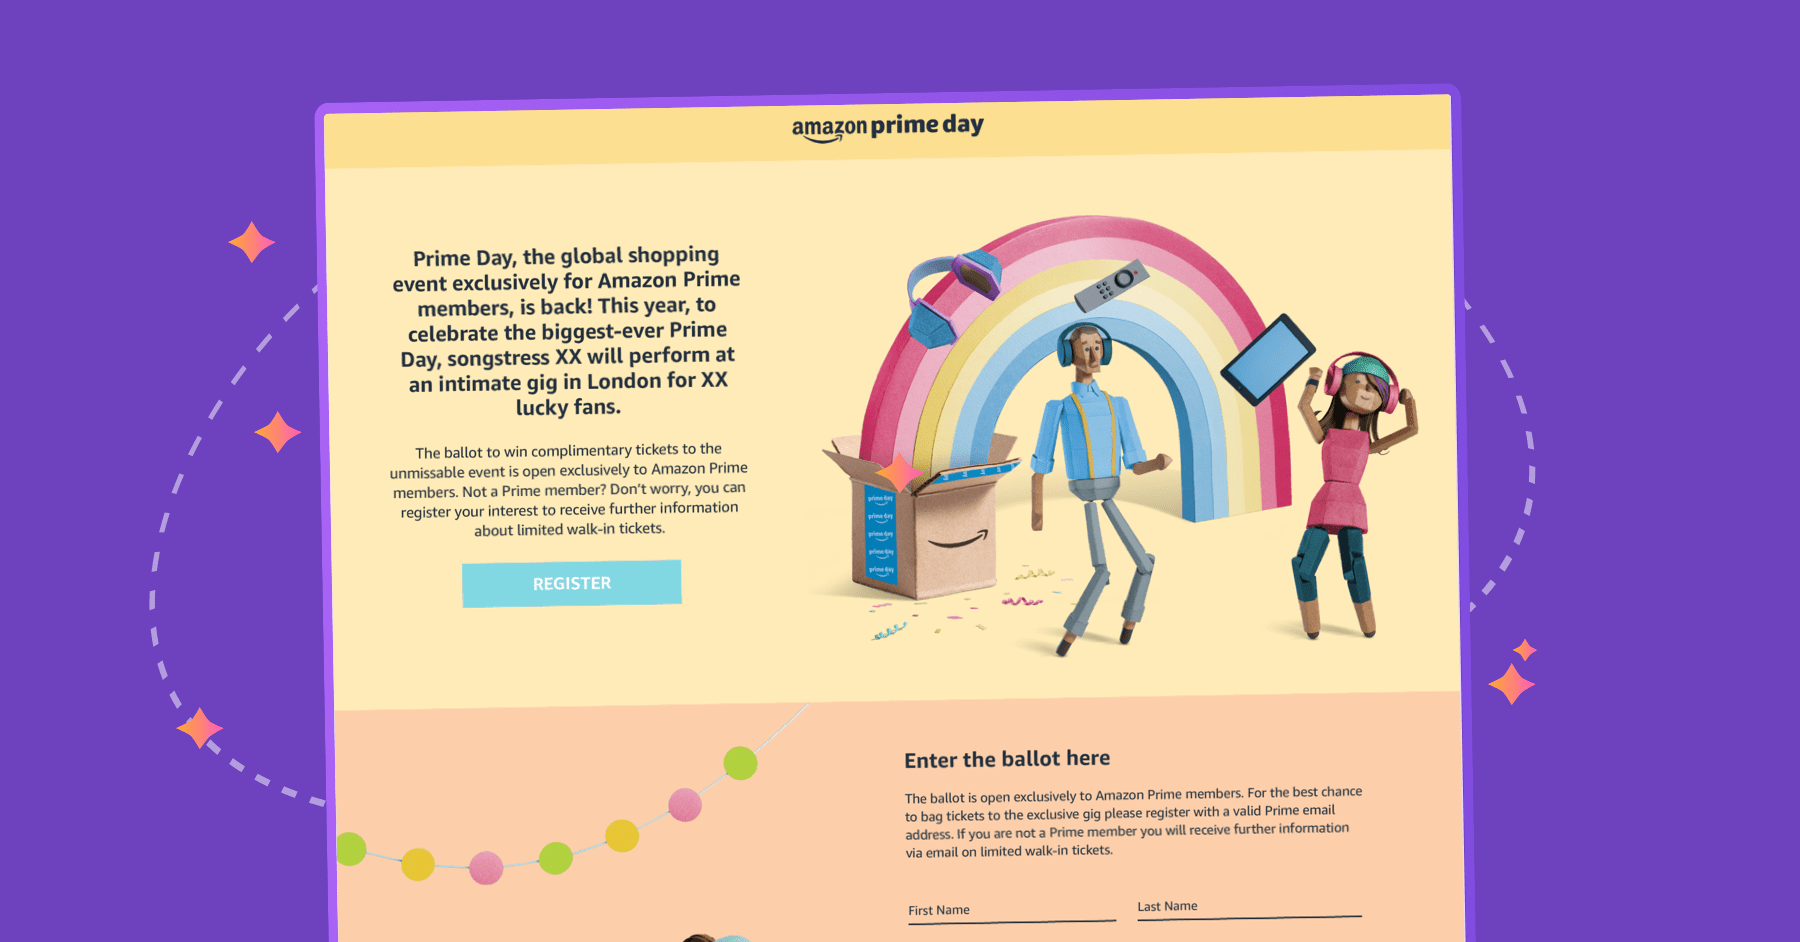 amazon prime day
Prime Day, the global shopping
event exclusively for Amazon Prime
members, is back! This year, to
celebrate the biggest-ever Prime
Day, songstress XX will perform at
an intimate gig in London for XX
lucky fans.
The ballot to win complimentary tickets to the
unmissable event is open exclusively to Amazon Prime
members. Not a Prime member? Don't worry, you can
register your interest to receive further information
about limited walk-in tickets.
REGISTER
prime day
prime day
prime day
prime day
prime day
Enter the ballot here
The ballot is open exclusively to Amazon Prime members. For the best chance
to bag tickets to the exclusive gig please register with a valid Prime email
address. If you are not a Prime member you will receive further information
via email on limited walk-in tickets.
First Name
Last Name